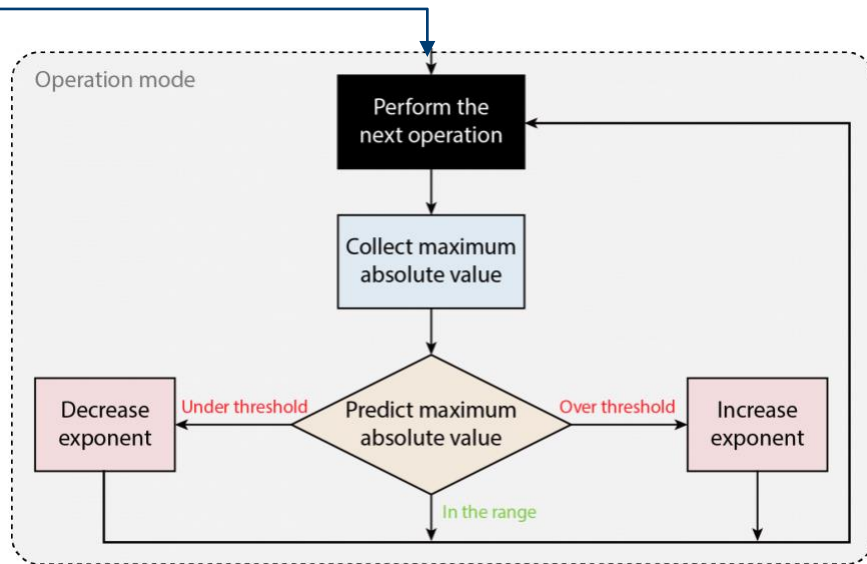 Operation mode
Perform the
next operation
Collect maximum
absolute value
Decrease
exponent
Under threshold
Predict maximum
absolute value
Over threshold
Increase
exponent
In the range